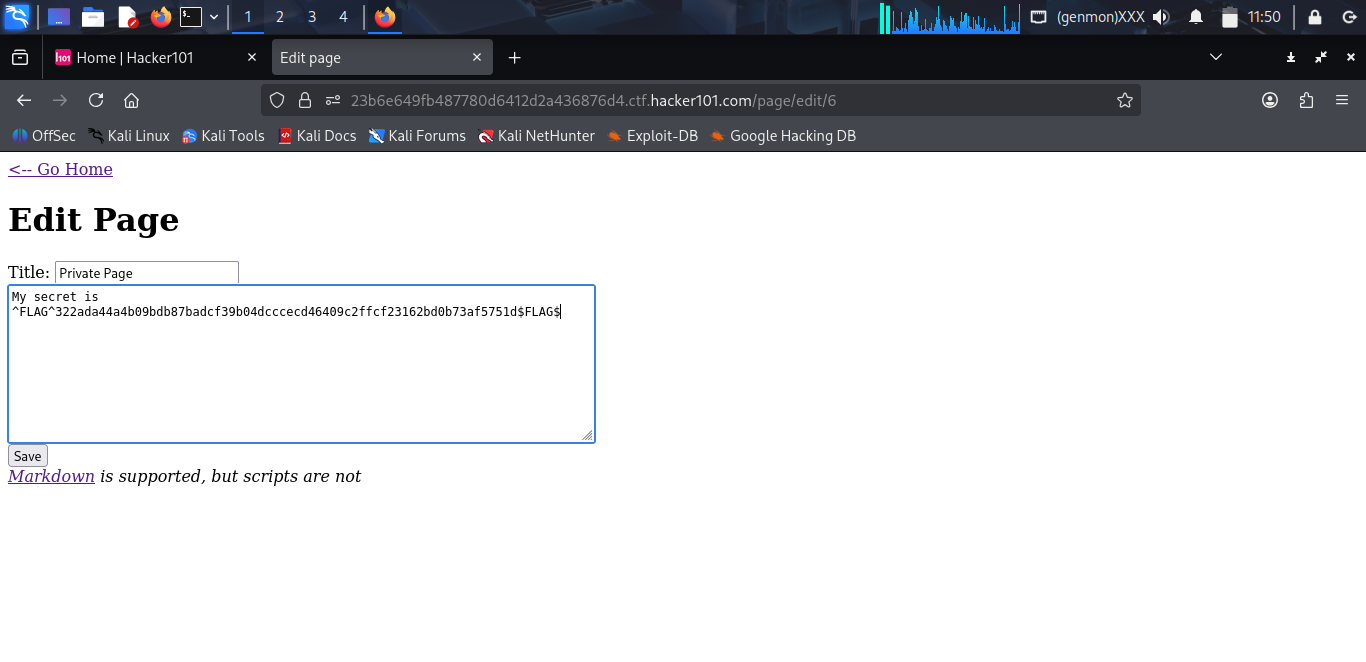 1 2 3 4 (genmon)XXX 11:50
Home | Hacker101 Edit page
23b6e649fb487780d6412d2a436876d4.ctf.hacker101.com/page/edit/6
OffSec Kali Linux Kali Tools Kali Docs Kali Forums Kali NetHunter Exploit-DB Google Hacking DB
<-- Go Home
Edit Page
Title: Private Page
My secret is
^FLAG^322ada44a4b09bdb87badcf39b04dcccecd46409c2ffcf23162bd0b73af5751d$FLAG$
Save
Markdown is supported, but scripts are not